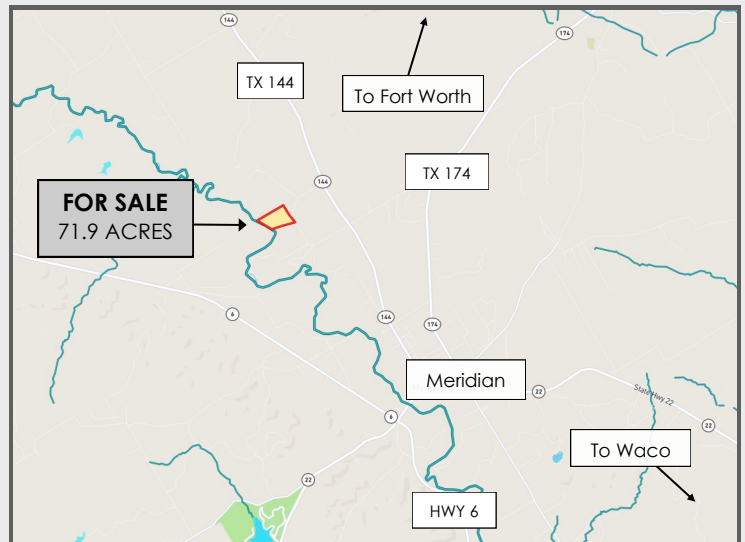 144
174
TX 144
To Fort Worth
TX 174
144
FOR SALE
71.9 ACRES
6
144
174
Meridian
22
State Hwy 22
6
22
To Waco
22
HWY 6